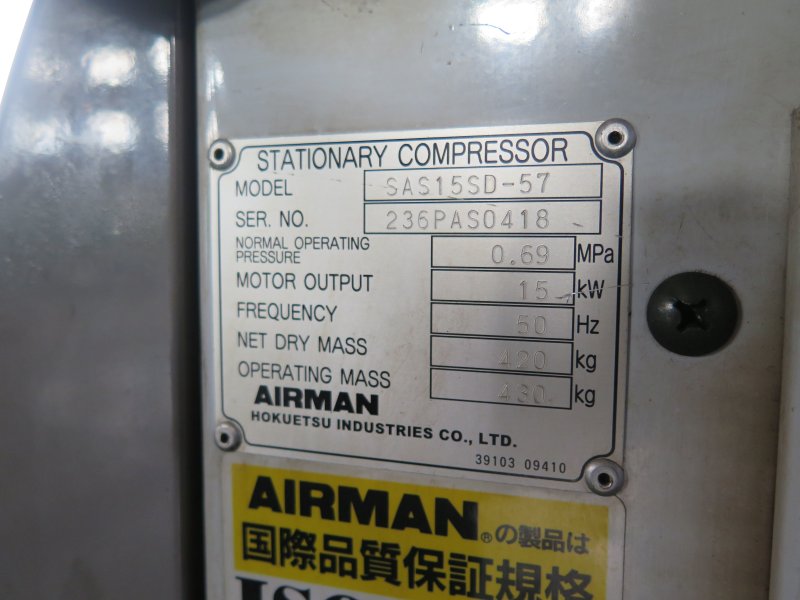 STATIONARY COMPRESSOR
MODEL SAS15SD-57
SER. NO. 236PAS0418
NORMAL OPERATING
PRESSURE 0.69 MPa
MOTOR OUTPUT 15 kW
FREQUENCY 50 Hz
NET DRY MASS 420 kg
OPERATING MASS 430 kg
AIRMAN
HOKUETSU INDUSTRIES CO., LTD.
39103 09410
AIRMAN®の製品は
国際品質保証規格